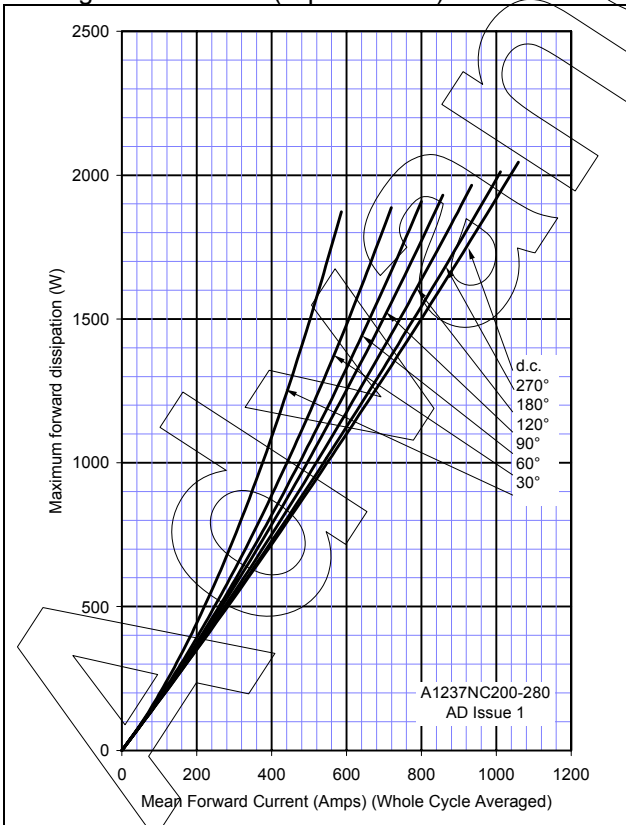 2500
2000
1500
1000
500
0
Maximum forward dissipation (W)
d.c.
270°
180°
120°
90°
60°
30°
A1237NC200-280
AD Issue 1
0 200 400 600 800 1000 1200
Mean Forward Current (Amps) (Whole Cycle Averaged)